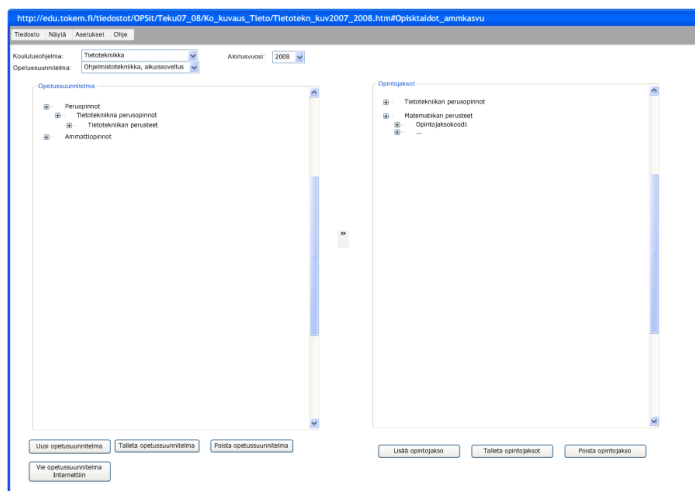 http://edu.tokem.fi/tiedostot/OPSit/Teku07_08/Ko_kuvaus_Tieto/Tietotekn_kuv2007_2008.htm#Opisktaidot_ammkasvu
Tiedosto Näytä Asetukset Ohje
Koulutusohjelma: Tietotekniikka Aloitusvuosi: 2008
Opetussuunnitelma: Ohjelmistotekniikka, aikuissovellus
Opetussuunnitelma
Peruopinnot
Tietotekniikna perusopinnot
Tietotekniikan perusteet
Ammattiopinnot
»
Opintojaksot
Tietotekniikan perusopinnot
Matematiikan perusteet
Opintojaksokoodi:
...
Uusi opetusuunnitelma Talleta opetussuunnitelma Poista opetussuunnitelma
Vie opetussuunnitelma
Internettiin
Lisää opintojakso Talleta opintojaksot Poista opintojakso